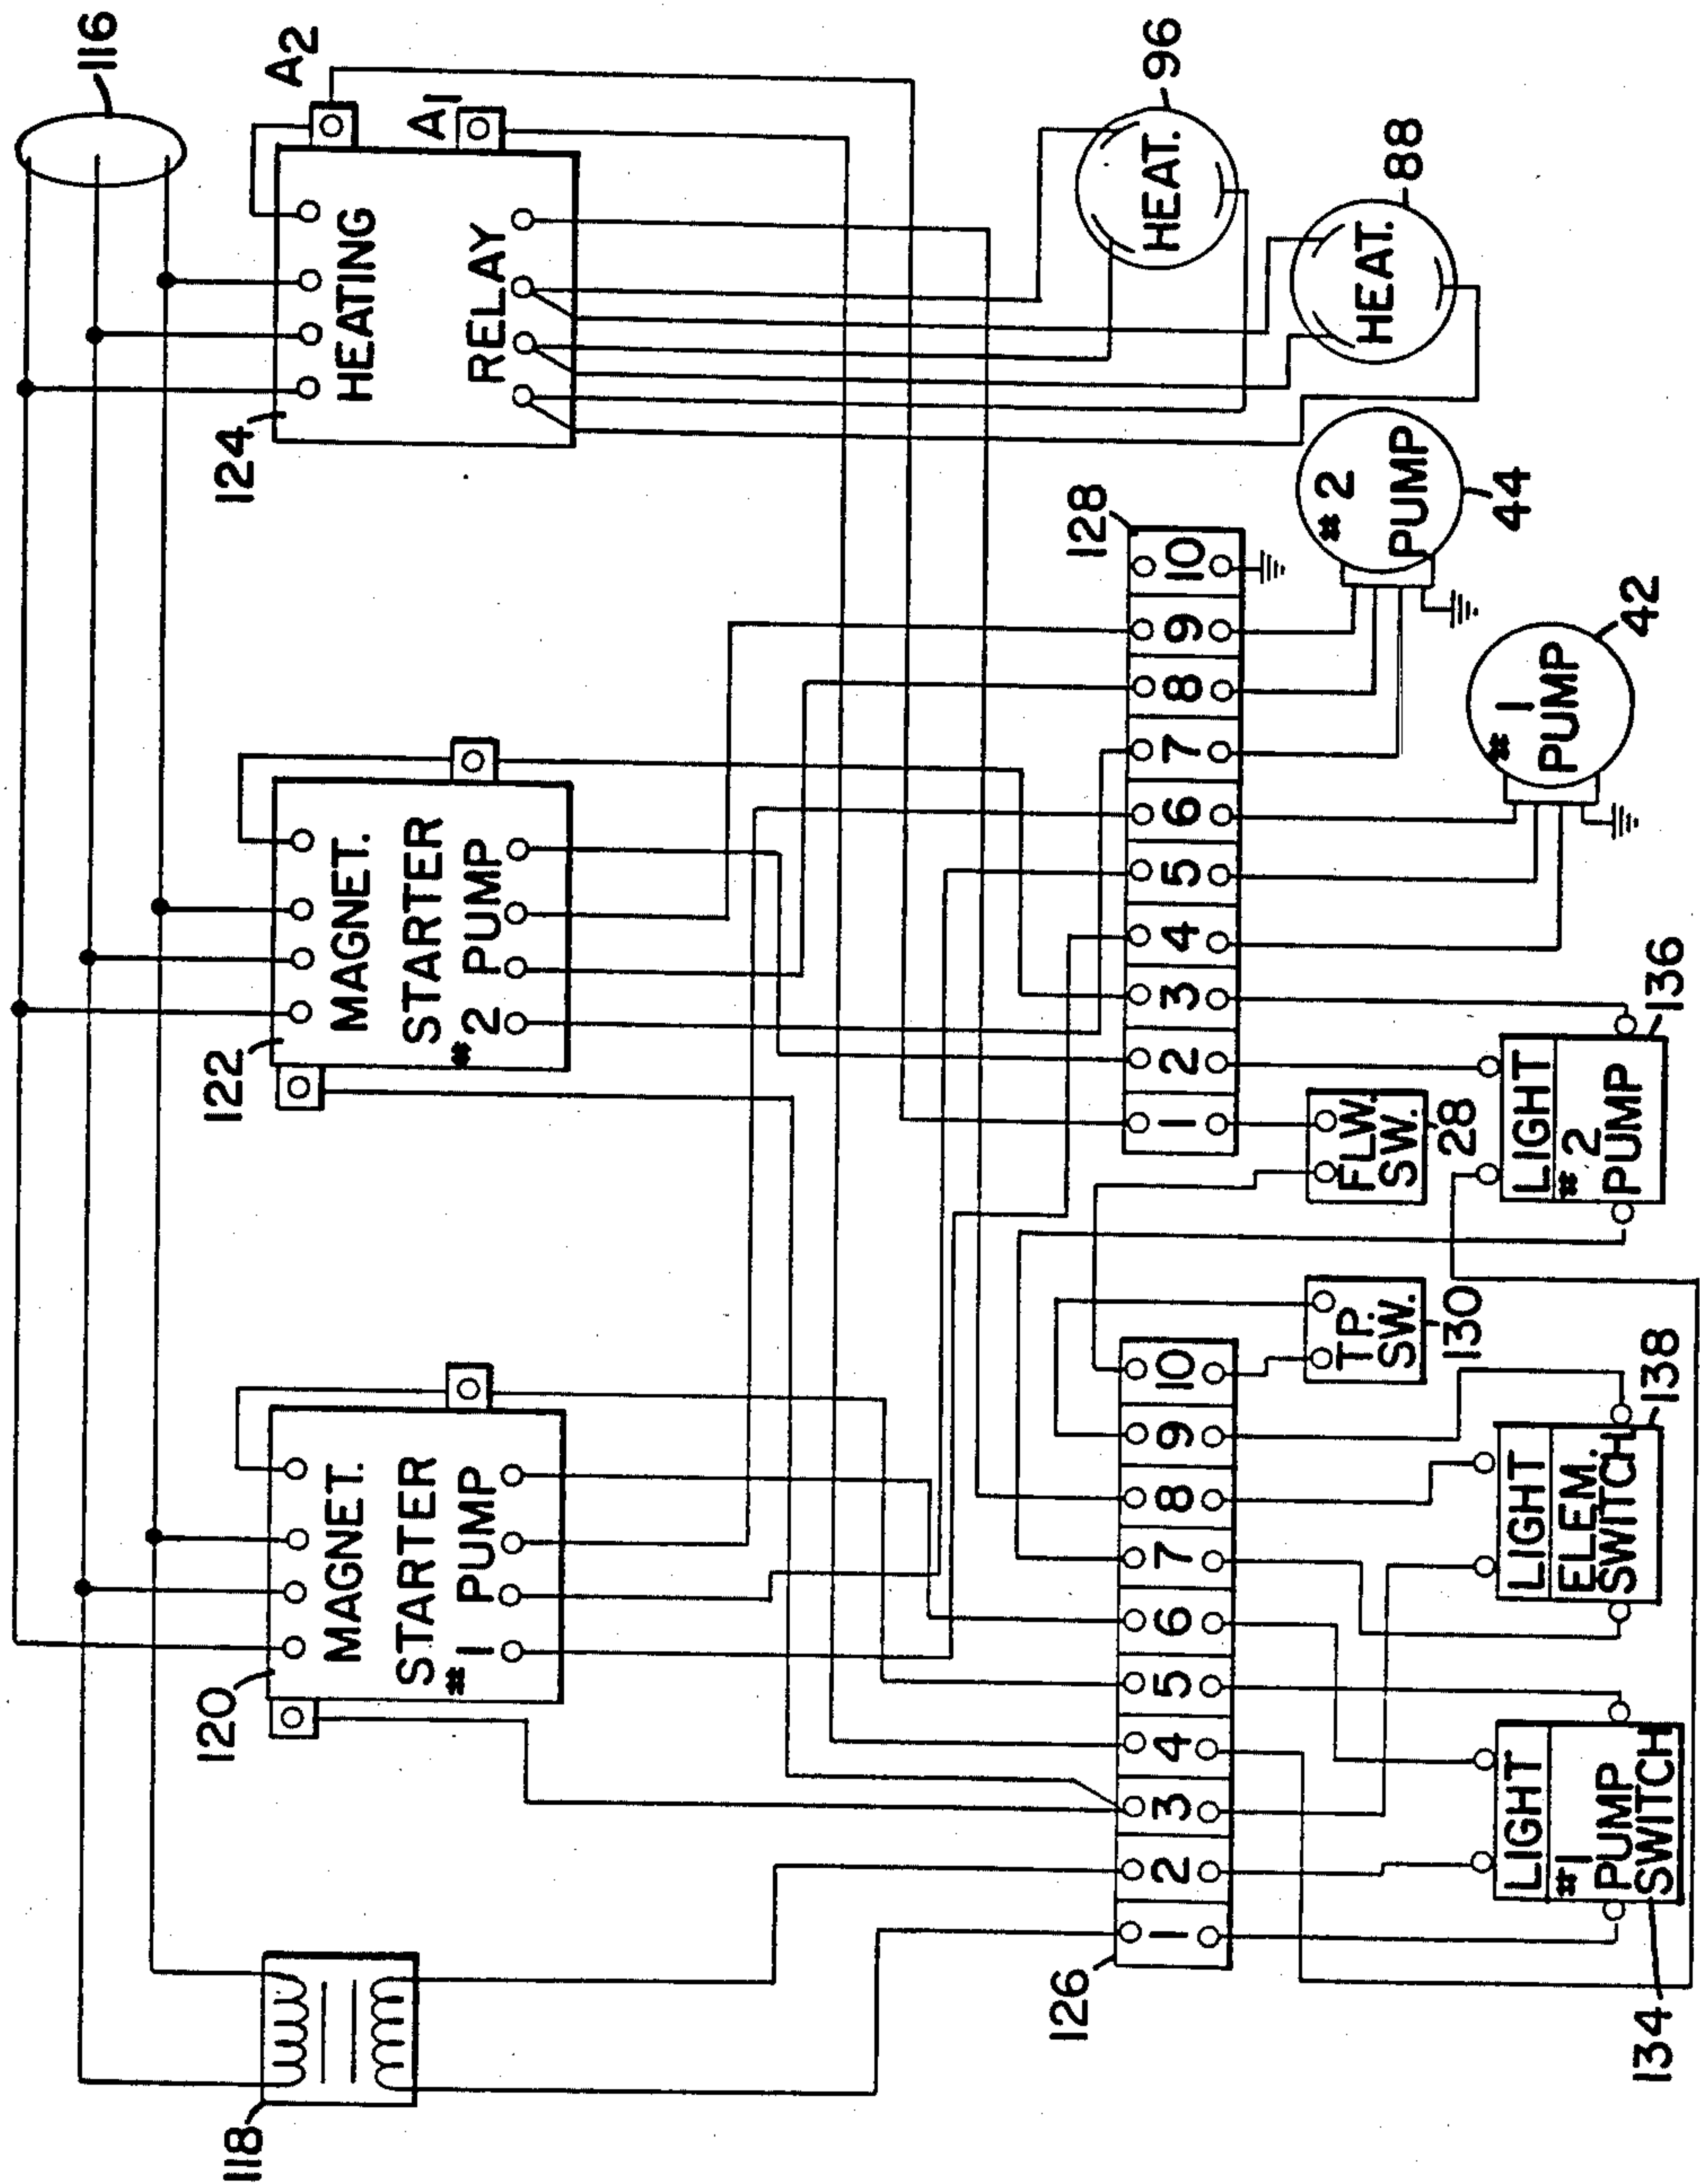 116
A2
A1
HEATING
RELAY
124
96
HEAT.
88
HEAT.
MAGNET.
STARTER
#2 PUMP
122
128
1 2 3 4 5 6 7 8 9 10
#2
PUMP
44
#1
PUMP
42
MAGNET.
STARTER
#1 PUMP
120
118
FLW.
SW.
28
LIGHT
#2
PUMP
136
126
1 2 3 4 5 6 7 8 9 10
TP.
SW.
130
LIGHT
ELEM.
SWITCH
138
LIGHT
#1
PUMP
SWITCH
134